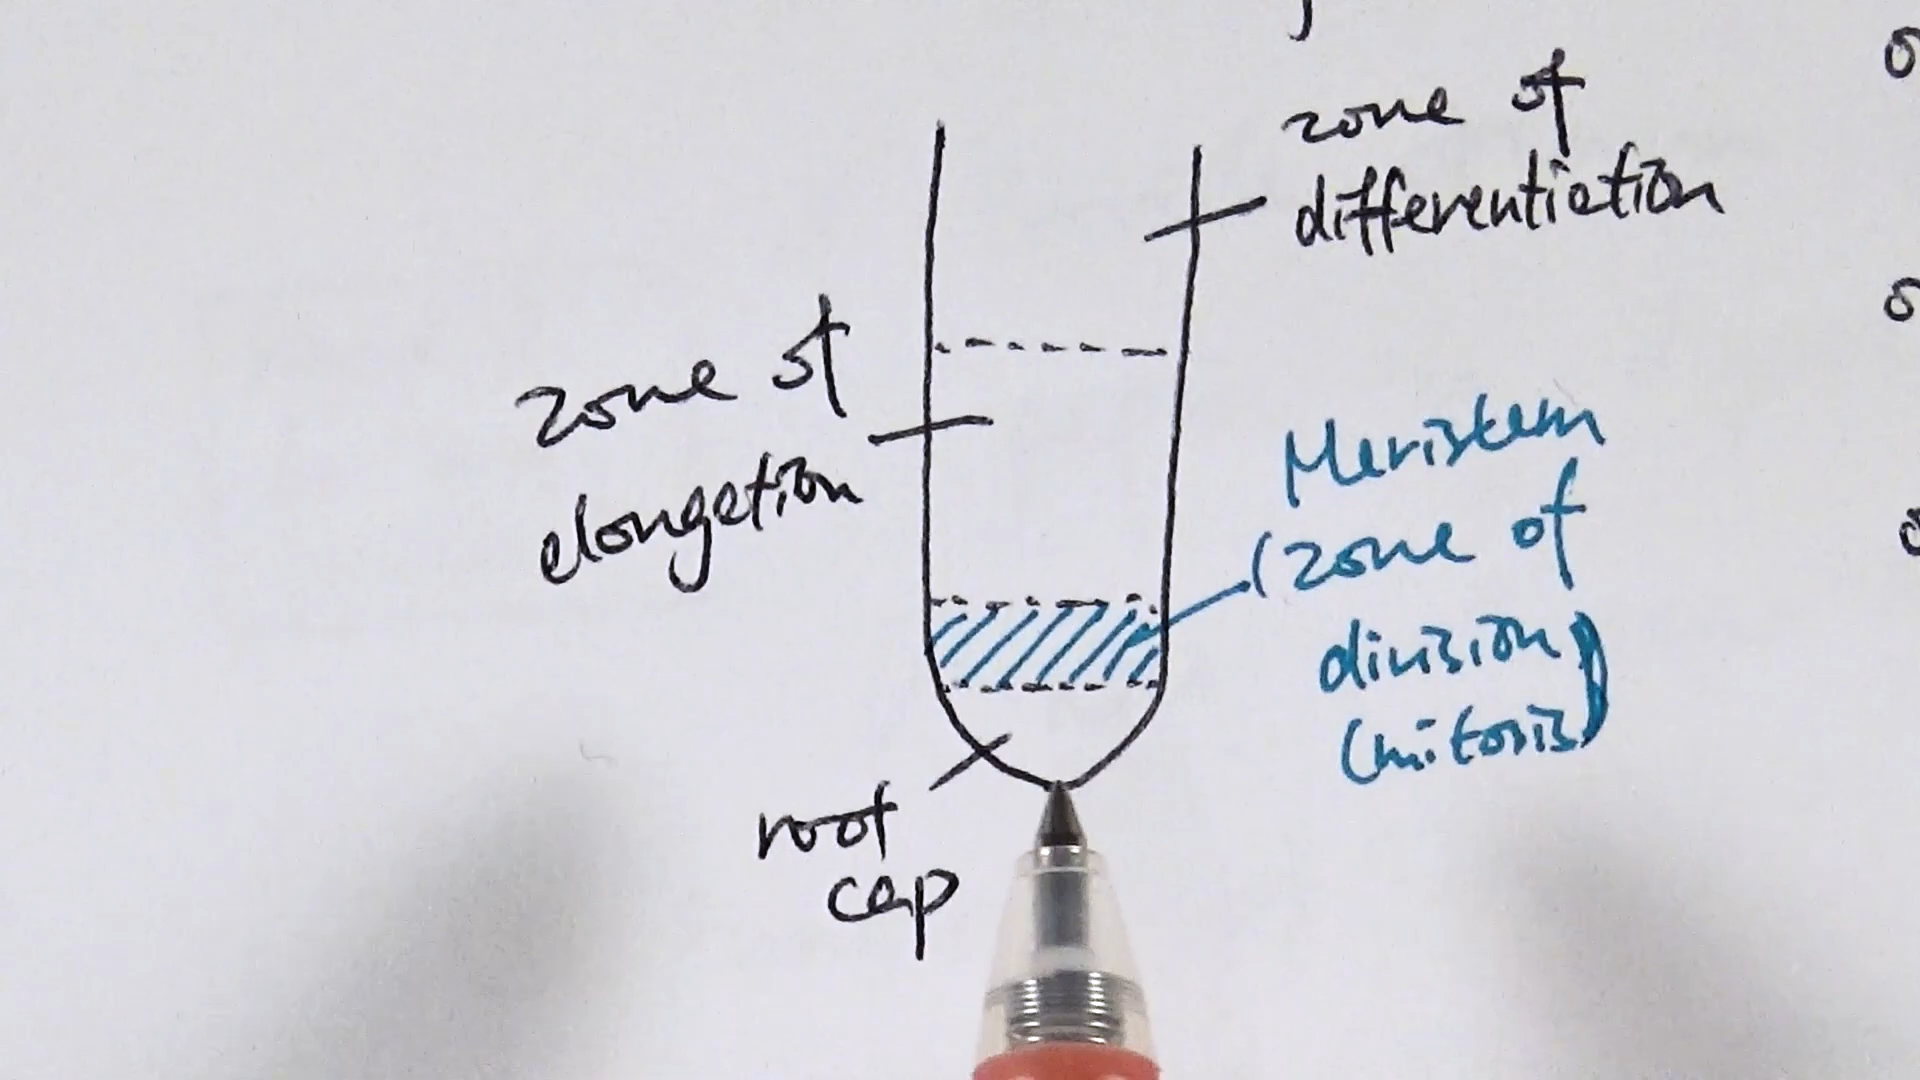 zone of
differentiation
zone of
elongation
Meristem
(zone of
division)
(mitosis)
root
cap